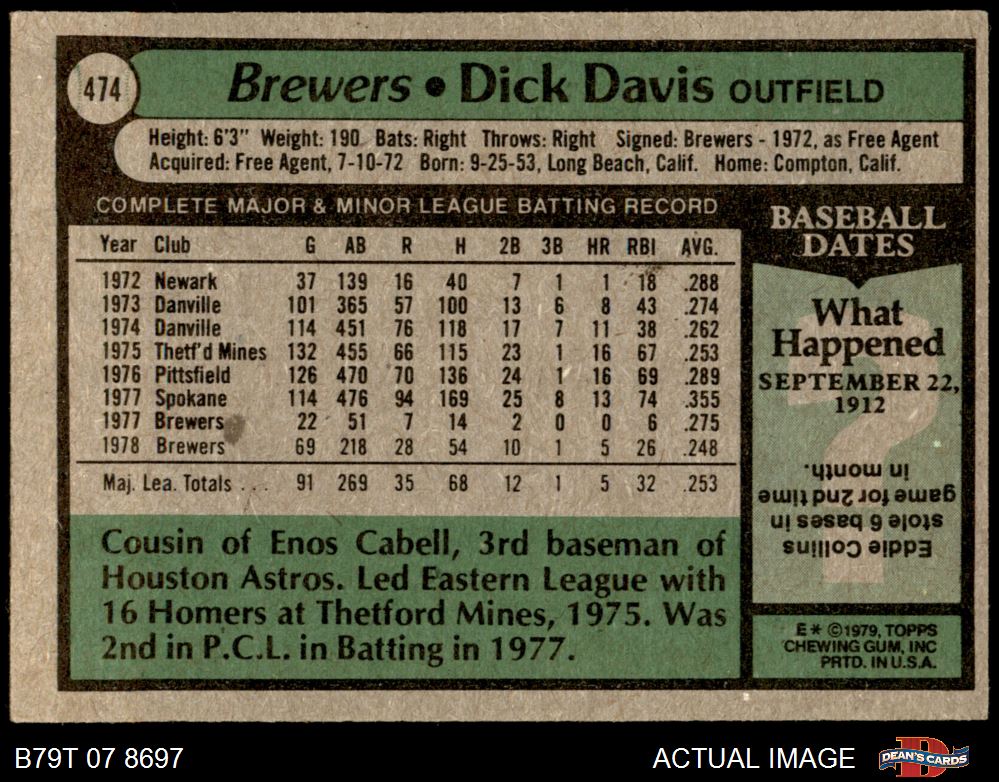 474
Brewers • Dick Davis OUTFIELD
Height: 6'3" Weight: 190 Bats: Right Throws: Right Signed: Brewers - 1972, as Free Agent
Acquired: Free Agent, 7-10-72 Born: 9-25-53, Long Beach, Calif. Home: Compton, Calif.
COMPLETE MAJOR & MINOR LEAGUE BATTING RECORD
Year Club G AB R H 2B 3B HR RBI AVG.
1972 Newark 37 139 16 40 7 1 1 18 .288
1973 Danville 101 365 57 100 13 6 8 43 .274
1974 Danville 114 451 76 118 17 7 11 38 .262
1975 Thetf'd Mines 132 455 66 115 23 1 16 67 .253
1976 Pittsfield 126 470 70 136 24 1 16 69 .289
1977 Spokane 114 476 94 169 25 8 13 74 .355
1977 Brewers 22 51 7 14 2 0 0 6 .275
1978 Brewers 69 218 28 54 10 1 5 26 .248
Maj. Lea. Totals ... 91 269 35 68 12 1 5 32 .253
Cousin of Enos Cabell, 3rd baseman of
Houston Astros. Led Eastern League with
16 Homers at Thetford Mines, 1975. Was
2nd in P.C.L. in Batting in 1977.
BASEBALL
DATES
What
Happened
SEPTEMBER 22,
1912
?
Eddie Collins
stole 6 bases in
game for 2nd time
in month.
E * ©1979, TOPPS
CHEWING GUM, INC
PRTD. IN U.S.A.
B79T 07 8697
ACTUAL IMAGE
DEAN'S CARDS